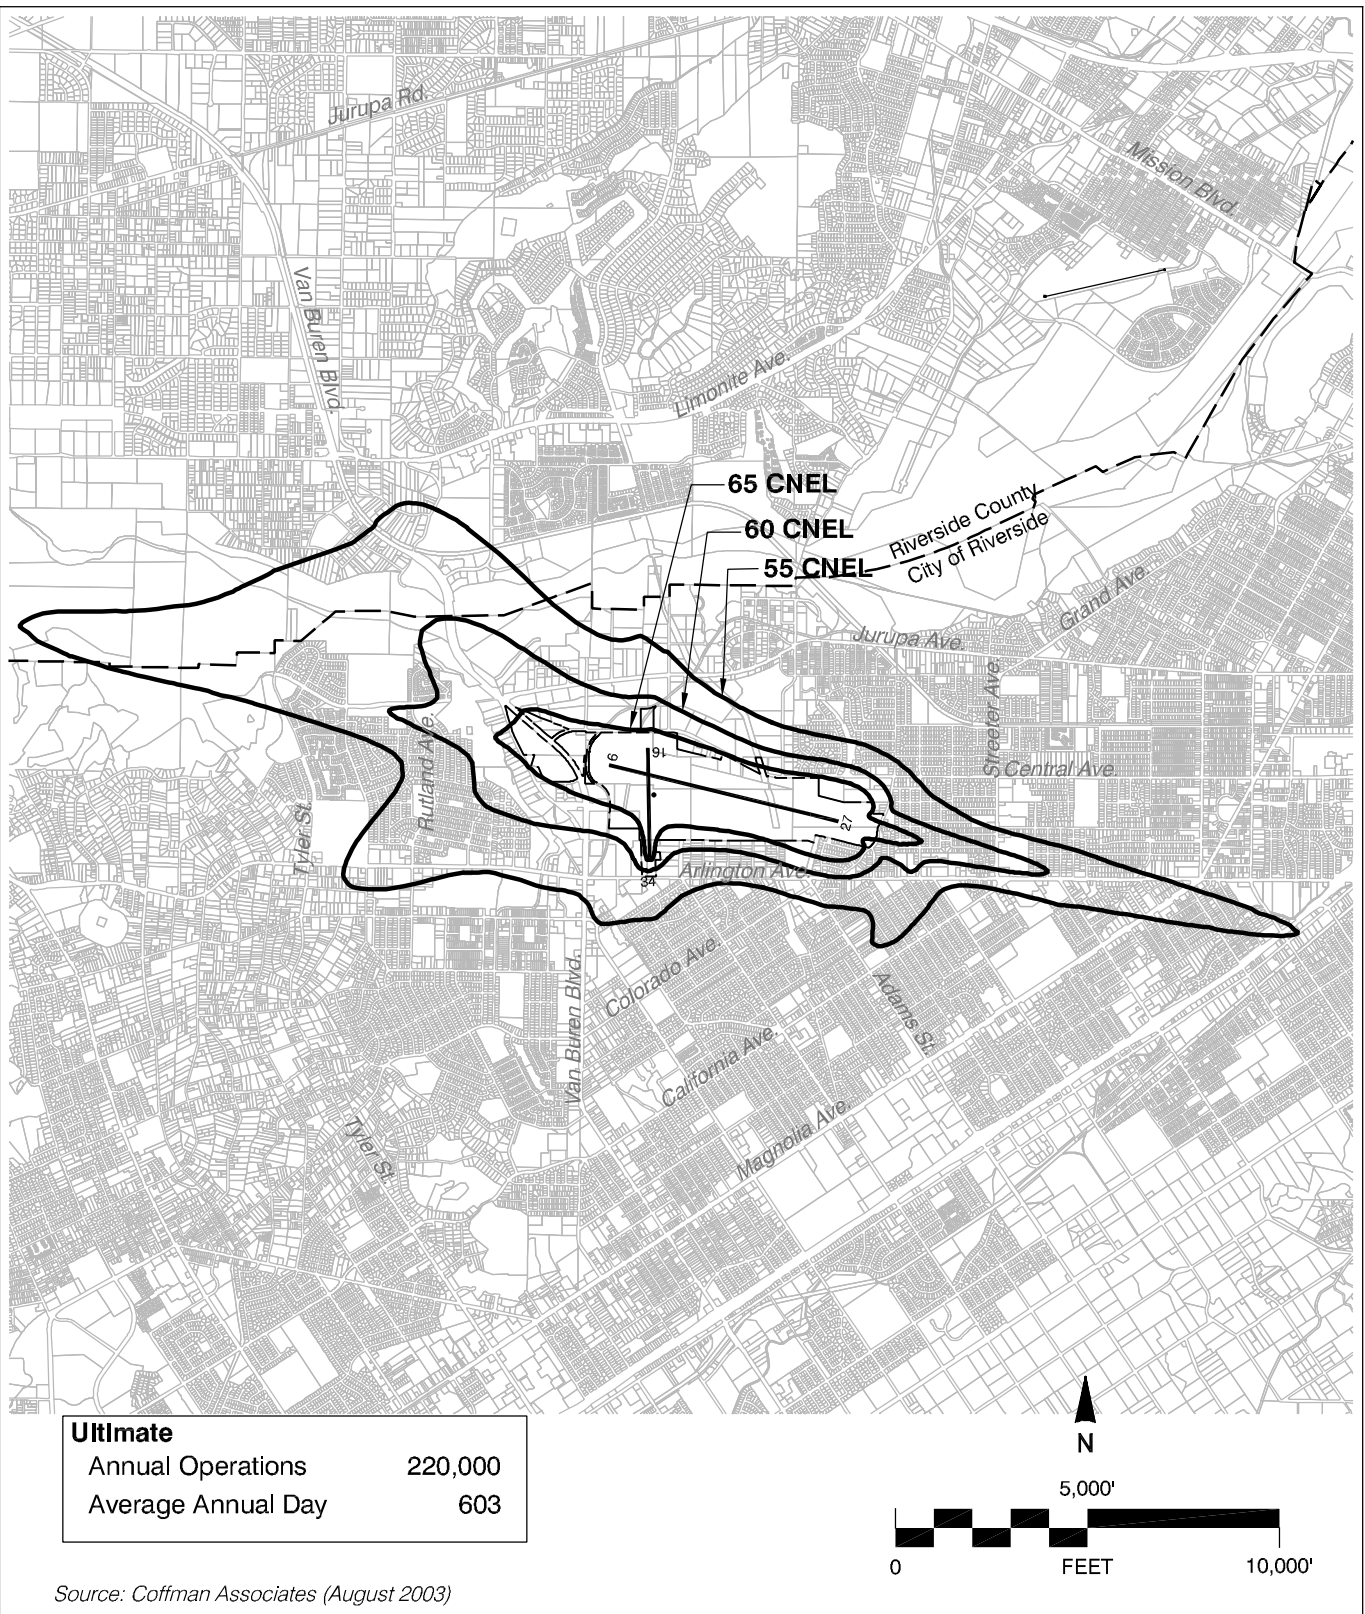 Jurupa Rd.
Mission Blvd.
Van Buren Blvd.
Limonite Ave.
65 CNEL
60 CNEL
55 CNEL
Riverside County
City of Riverside
Grand Ave.
Jurupa Ave.
Streeter Ave.
Rutland Ave.
9
16
Central Ave.
Tyler St.
27
Arlington Ave.
34
Colorado Ave.
Adams St.
Van Buren Blvd.
California Ave.
Magnolia Ave.
Tyler St.
UltImate
Annual Operations 220,000
Average Annual Day 603
N
5,000'
0 FEET 10,000'
Source: Coffman Associates (August 2003)